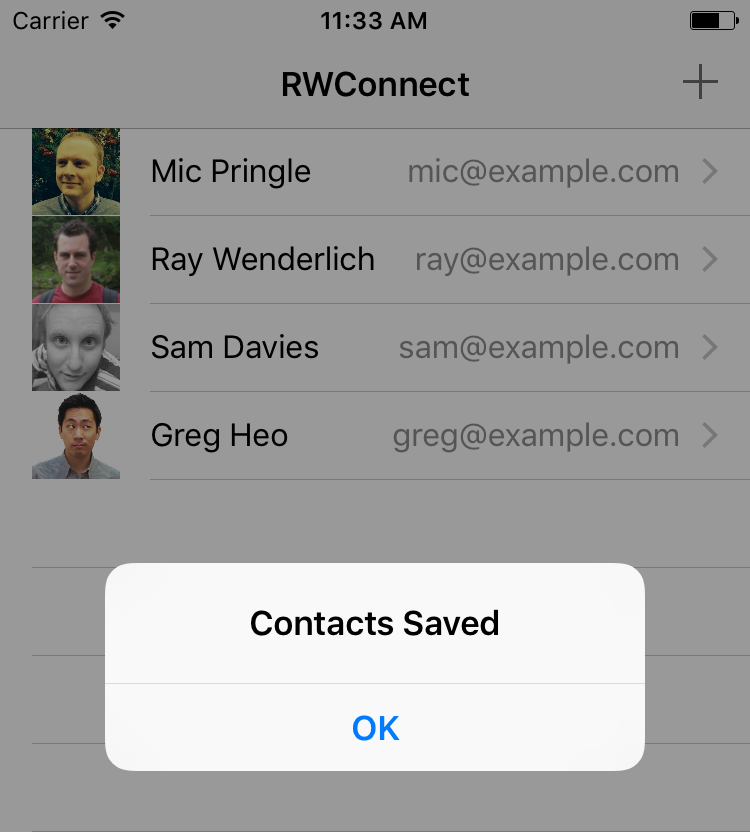 Carrier 11:33 AM
RWConnect
Mic Pringle mic@example.com
Ray Wenderlich ray@example.com
Sam Davies sam@example.com
Greg Heo greg@example.com
Contacts Saved
OK